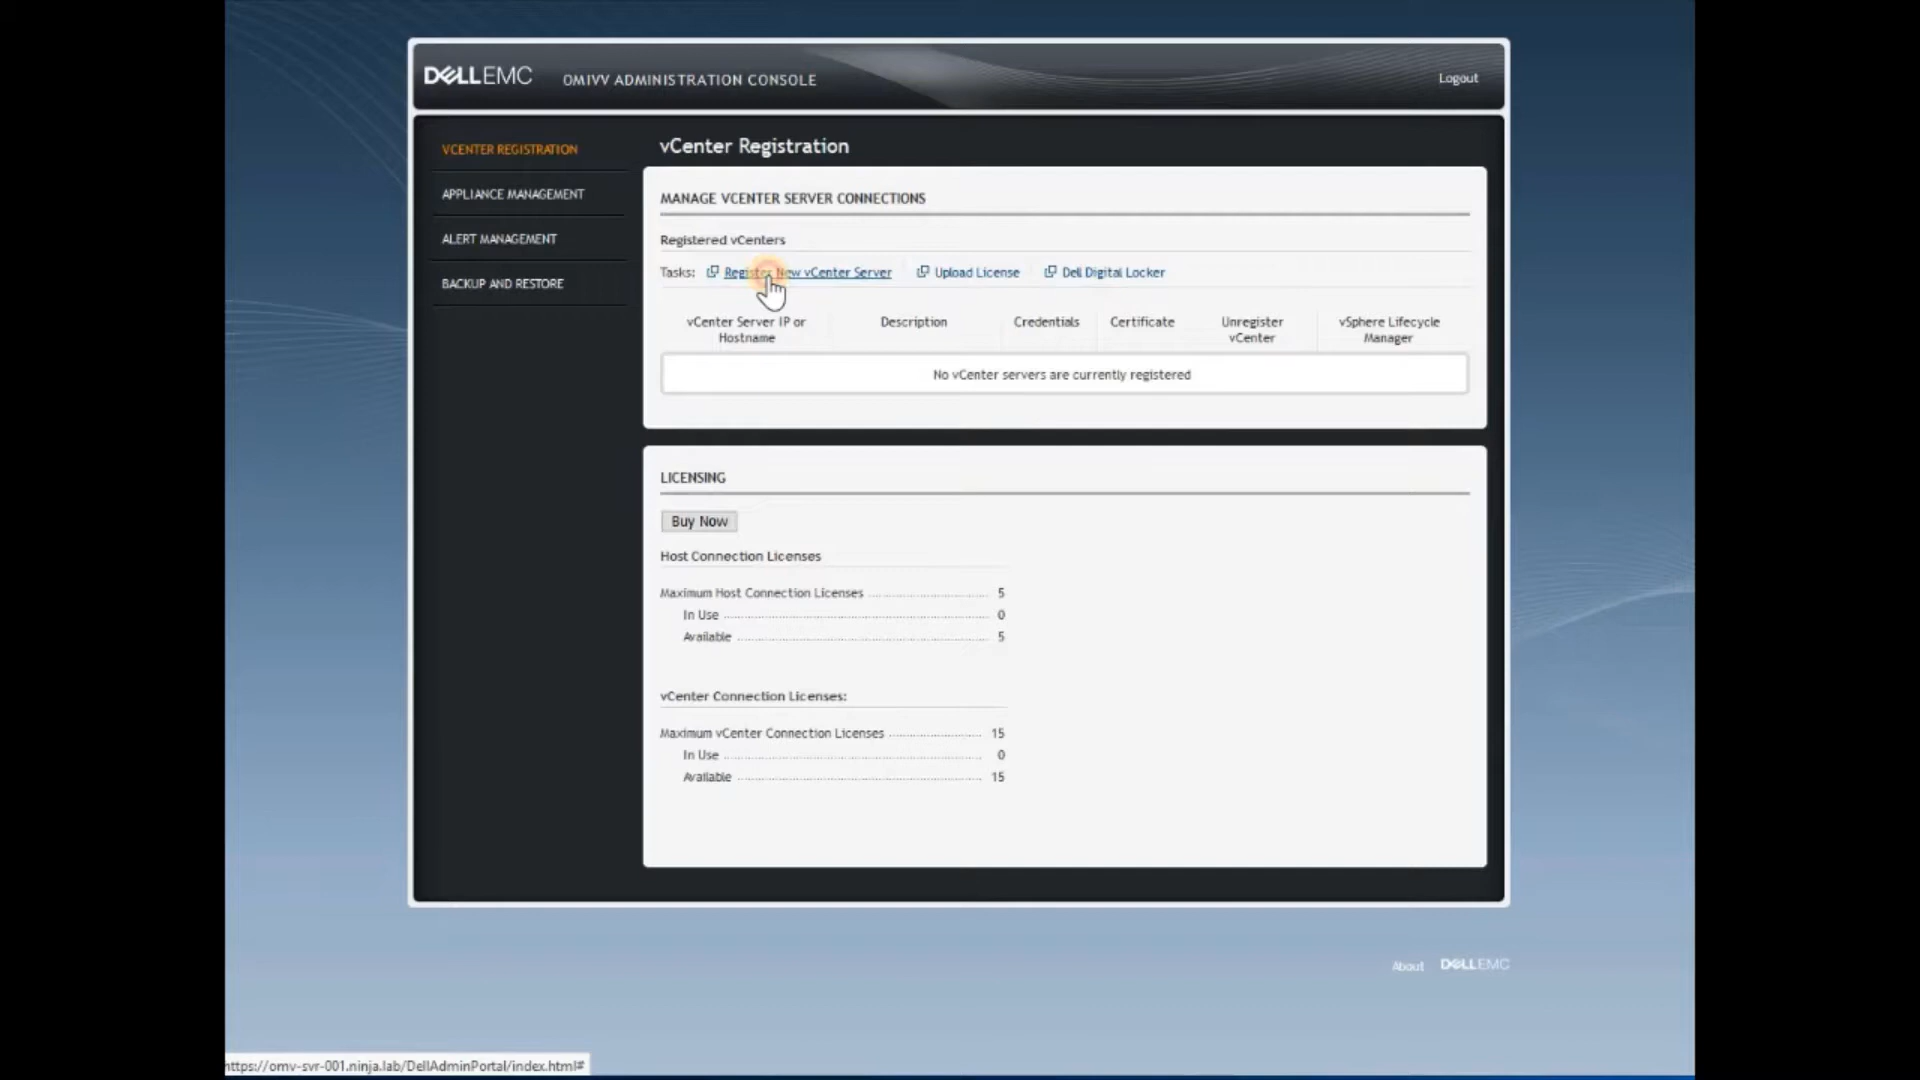 DELLEMC OMIVV ADMINISTRATION CONSOLE Logout
VCENTER REGISTRATION
APPLIANCE MANAGEMENT
ALERT MANAGEMENT
BACKUP AND RESTORE
vCenter Registration
MANAGE VCENTER SERVER CONNECTIONS
Registered vCenters
Tasks: Register New vCenter Server Upload License Dell Digital Locker
vCenter Server IP or Hostname Description Credentials Certificate Unregister vCenter vSphere Lifecycle Manager
No vCenter servers are currently registered
LICENSING
Buy Now
Host Connection Licenses
Maximum Host Connection Licenses 5
In Use 0
Available 5
vCenter Connection Licenses:
Maximum vCenter Connection Licenses 15
In Use 0
Available 15
About DELLEMC
https://omv-svr-001.ninja.lab/DellAdminPortal/index.html#